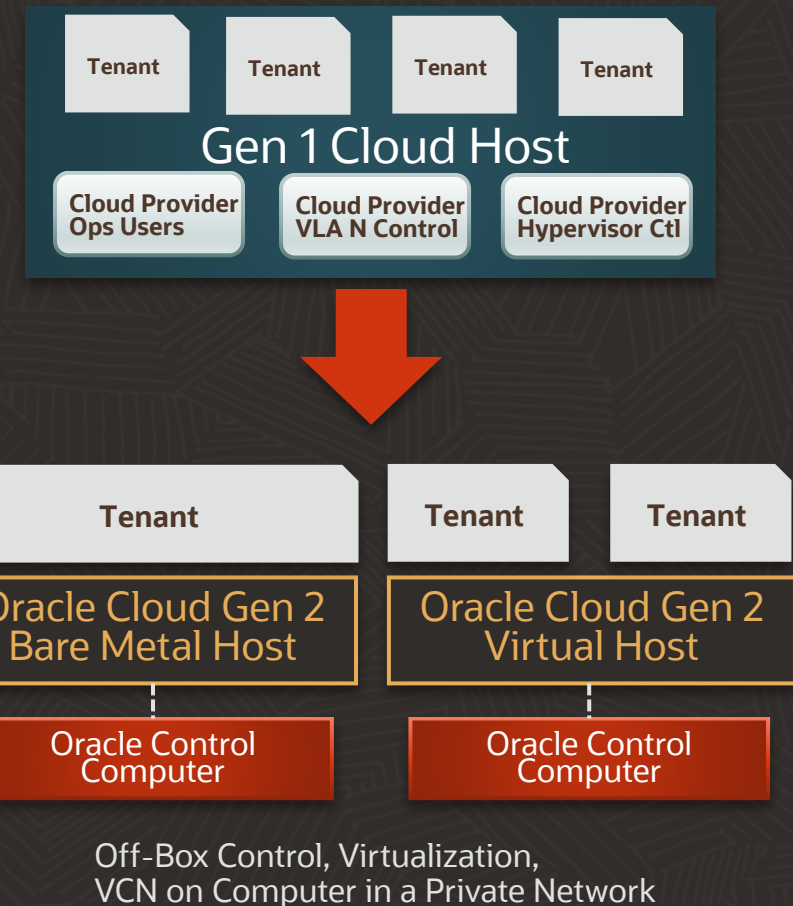 Tenant Tenant Tenant Tenant
Gen 1 Cloud Host
Cloud Provider
Ops Users
Cloud Provider
VLA N Control
Cloud Provider
Hypervisor Ctl
Tenant
Tenant
Tenant
Oracle Cloud Gen 2
Bare Metal Host
Oracle Cloud Gen 2
Virtual Host
Oracle Control
Computer
Oracle Control
Computer
Off-Box Control, Virtualization,
VCN on Computer in a Private Network